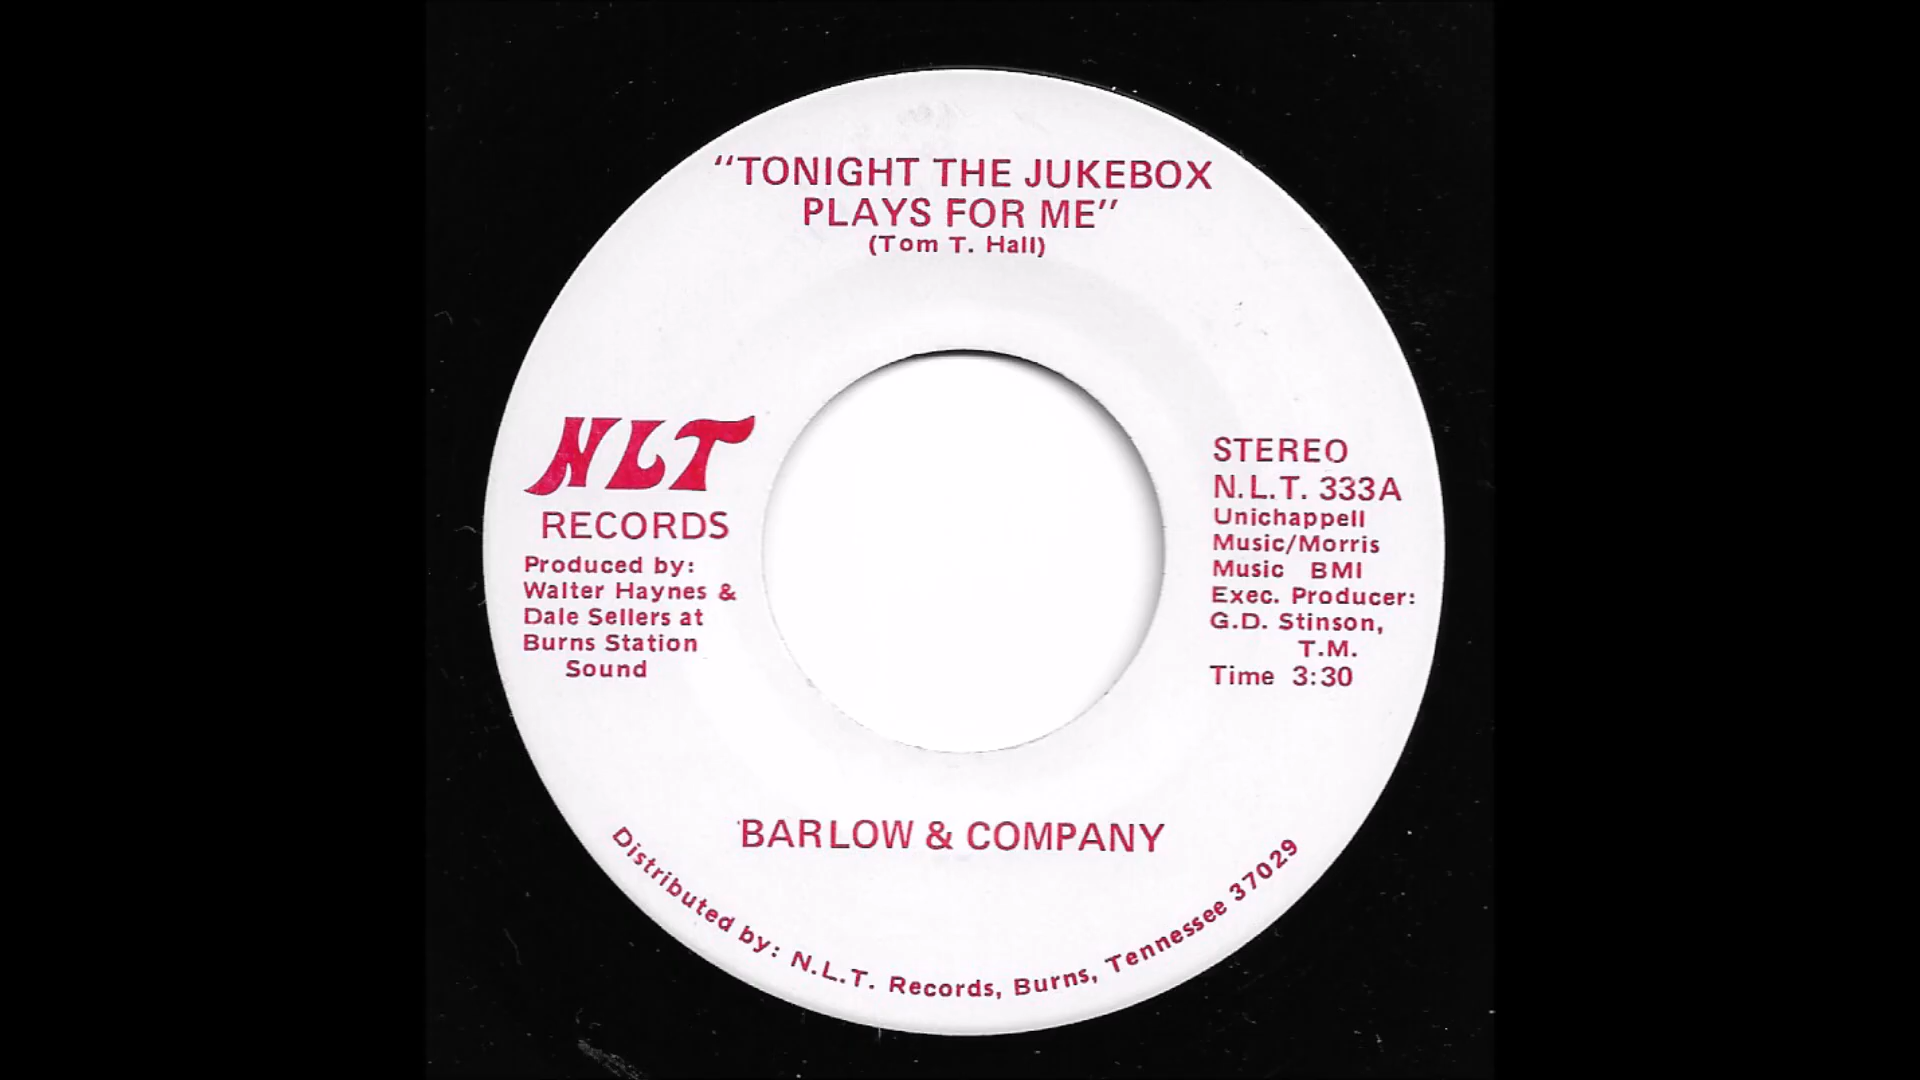 "TONIGHT THE JUKEBOX
PLAYS FOR ME"
(Tom T. Hall)
NLT
RECORDS
Produced by:
Walter Haynes &
Dale Sellers at
Burns Station
Sound
STEREO
N.L.T. 333A
Unichappell
Music/Morris
Music BMI
Exec. Producer:
G.D. Stinson,
T.M.
Time 3:30
BARLOW & COMPANY
Distributed by: N.L.T. Records, Burns, Tennessee 37029